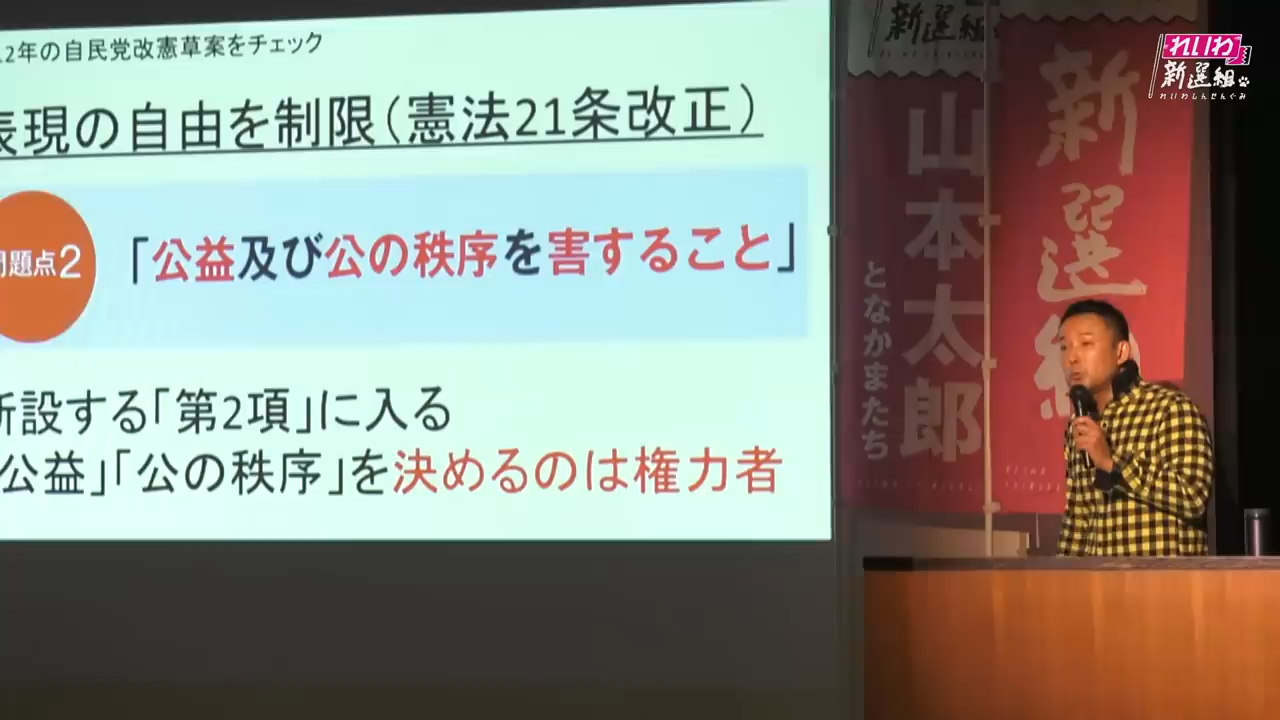 2年の自民党改憲草案をチェック
表現の自由を制限（憲法21条改正）
問題点2
「公益及び公の秩序を害すること」
新設する「第2項」に入る
公益」「公の秩序」を決めるのは権力者
新選組
山本太郎
となかまたち
新選組
れいわ
新選組
れいわしんせんぐみ